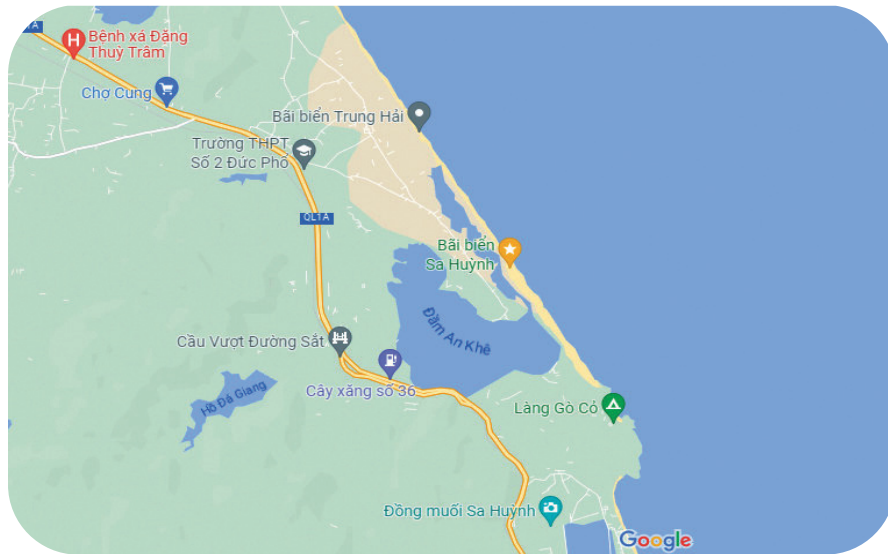 QL1A
H
Bệnh xá Đặng
Thuỳ Trâm
Chợ Cung
Bãi biển Trung Hải
Trường THPT
Số 2 Đức Phổ
QL1A
Bãi biển
Sa Huỳnh
Đầm An Khê
Cầu Vượt Đường Sắt
Cây xăng số 36
Hồ Đá Giang
Làng Gò Cỏ
Đồng muối Sa Huỳnh
Google